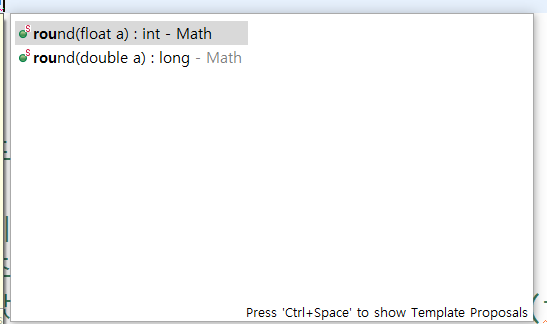 round(float a) : int - Math
round(double a) : long - Math
Press 'Ctrl+Space' to show Template Proposals